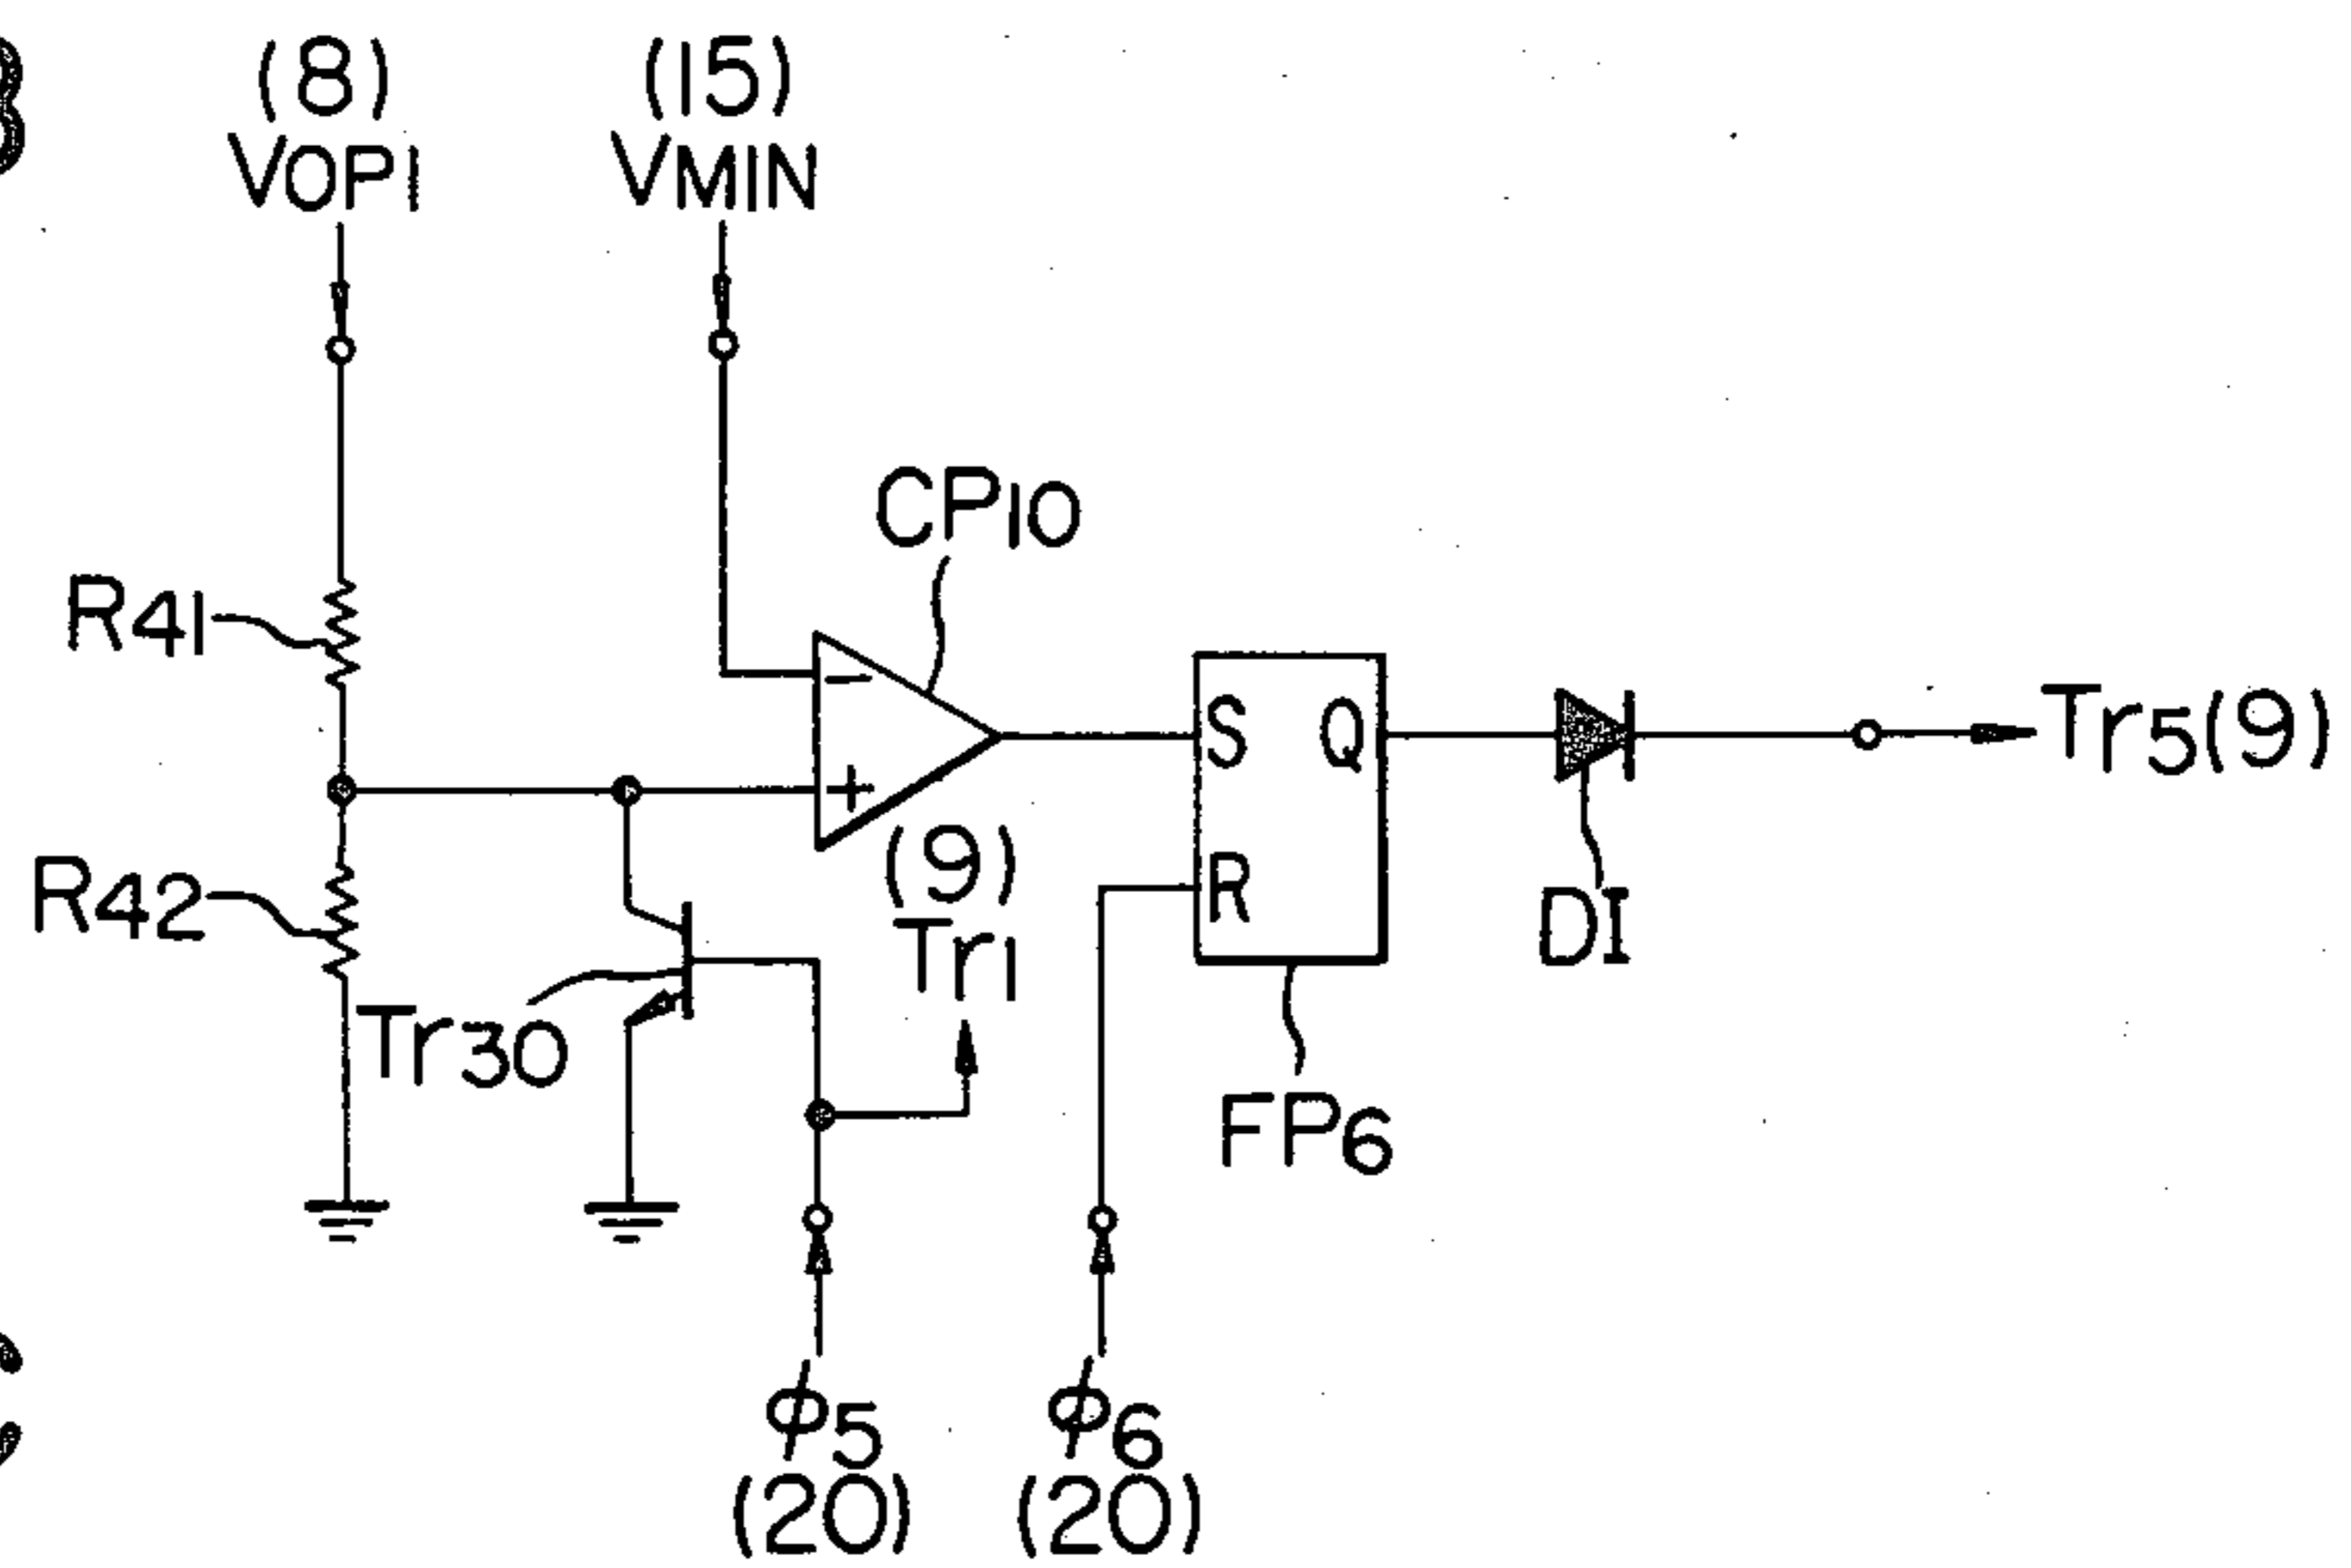 (8)
VOP1
(15)
VMIN
CP10
R41
−
+
S
Q
R
Tr5(9)
R42
(9)
Tr1
DI
Tr30
FP6
φ5
(20)
φ6
(20)